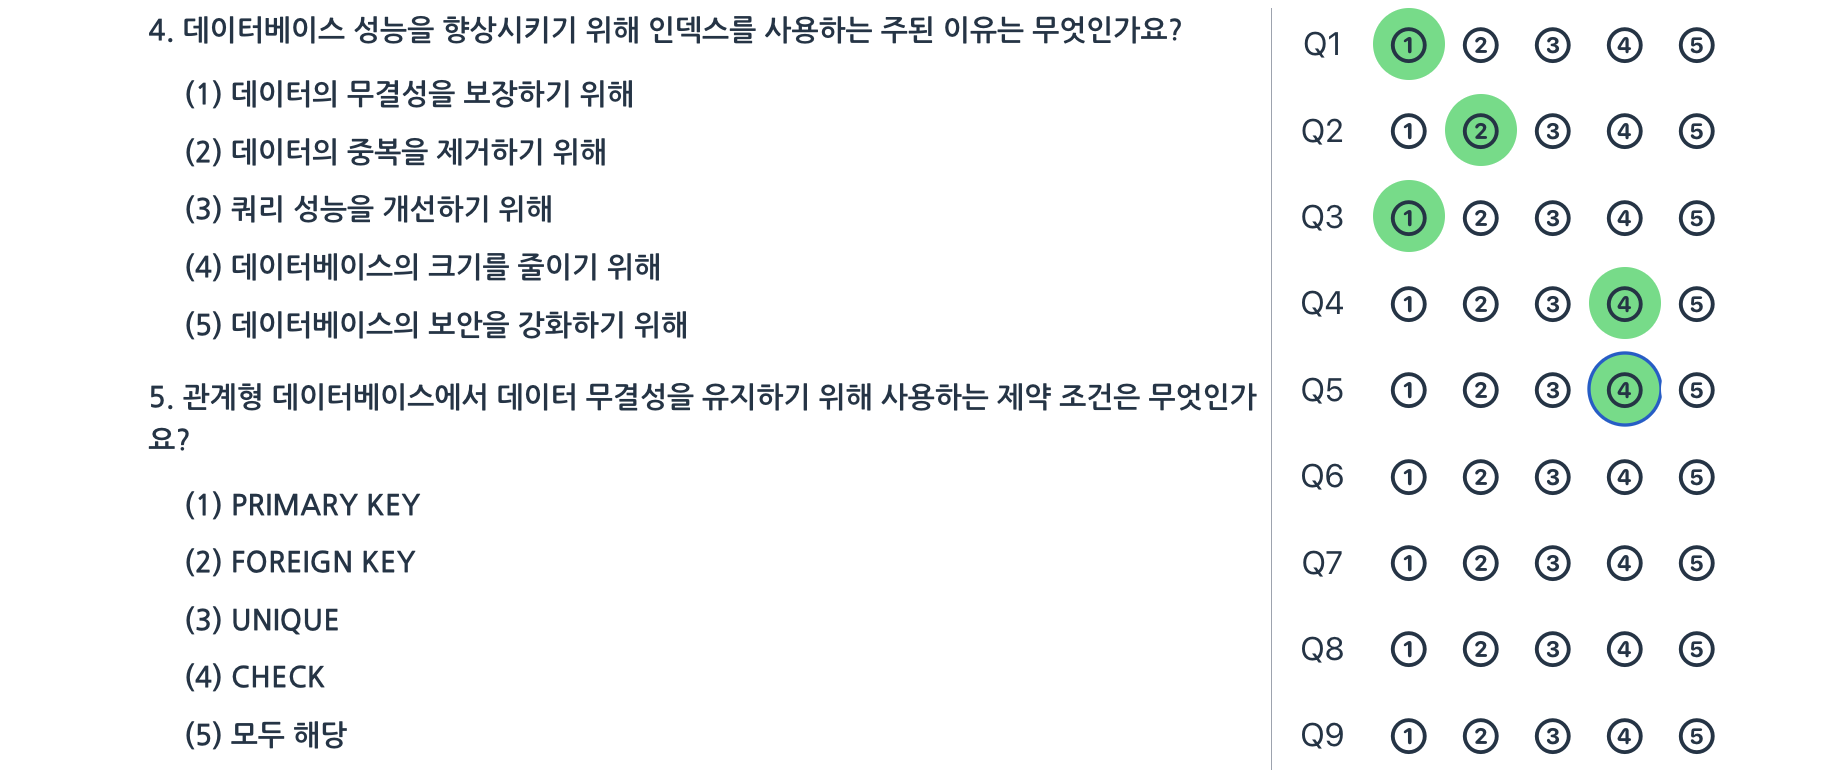 4. 데이터베이스 성능을 향상시키기 위해 인덱스를 사용하는 주된 이유는 무엇인가요?
(1) 데이터의 무결성을 보장하기 위해
(2) 데이터의 중복을 제거하기 위해
(3) 쿼리 성능을 개선하기 위해
(4) 데이터베이스의 크기를 줄이기 위해
(5) 데이터베이스의 보안을 강화하기 위해
5. 관계형 데이터베이스에서 데이터 무결성을 유지하기 위해 사용하는 제약 조건은 무엇인가
요?
(1) PRIMARY KEY
(2) FOREIGN KEY
(3) UNIQUE
(4) CHECK
(5) 모두 해당
Q1 ① ② ③ ④ ⑤
Q2 ① ② ③ ④ ⑤
Q3 ① ② ③ ④ ⑤
Q4 ① ② ③ ④ ⑤
Q5 ① ② ③ ④ ⑤
Q6 ① ② ③ ④ ⑤
Q7 ① ② ③ ④ ⑤
Q8 ① ② ③ ④ ⑤
Q9 ① ② ③ ④ ⑤